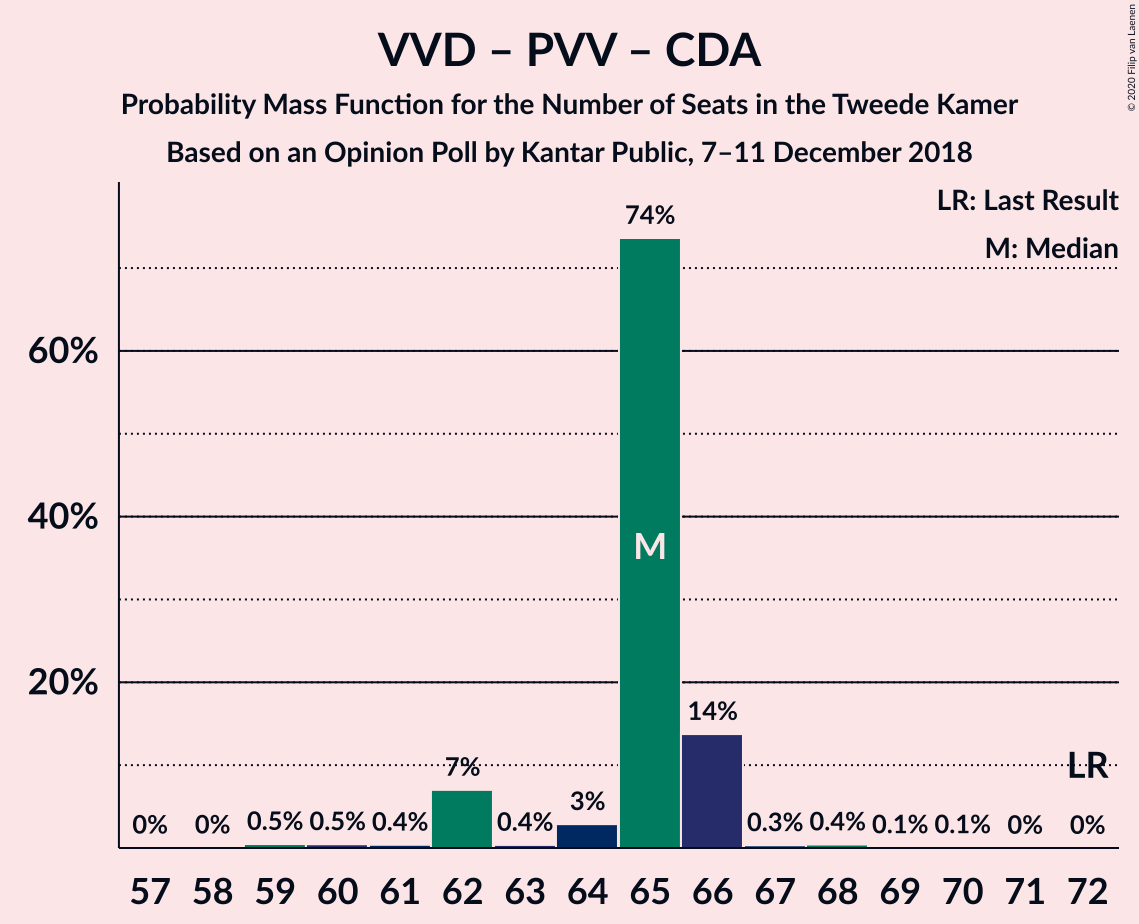 VVD – PVV – CDA
Probability Mass Function for the Number of Seats in the Tweede Kamer
Based on an Opinion Poll by Kantar Public, 7–11 December 2018
© 2020 Filip van Laenen
LR: Last Result
M: Median
60%
40%
20%
0% 0% 0.5% 0.5% 0.4% 7% 0.4% 3% 74% 14% 0.3% 0.4% 0.1% 0.1% 0% 0%
M
LR
57 58 59 60 61 62 63 64 65 66 67 68 69 70 71 72